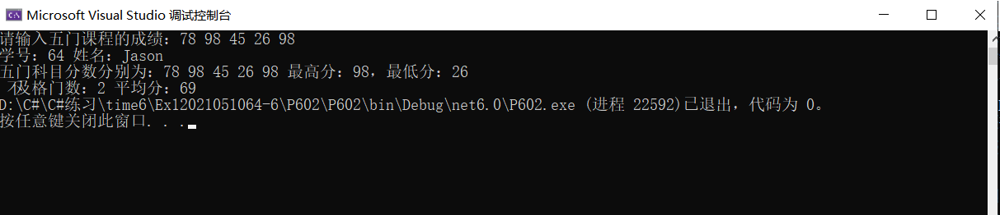 Microsoft Visual Studio 调试控制台
请输入五门课程的成绩：78 98 45 26 98
学号：64 姓名：Jason
五门科目分数分别为：78 98 45 26 98 最高分：98，最低分：26
不及格门数：2 平均分：69
D:\C#\C#练习\time6\Ex12021051064-6\P602\P602\bin\Debug\net6.0\P602.exe (进程 22592)已退出，代码为 0。
按任意键关闭此窗口. . .